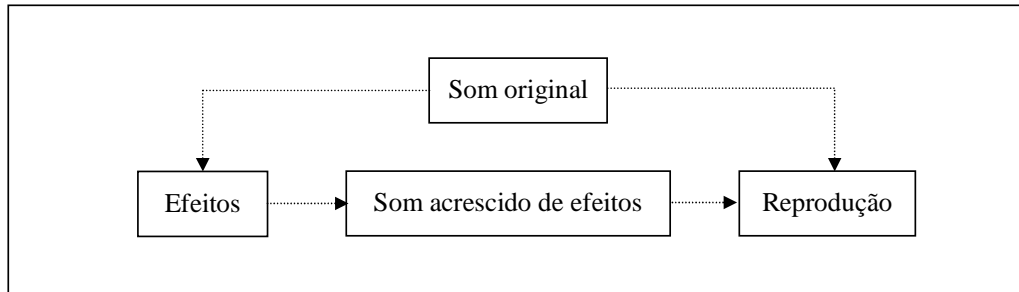 Som original
Efeitos
Som acrescido de efeitos
Reprodução